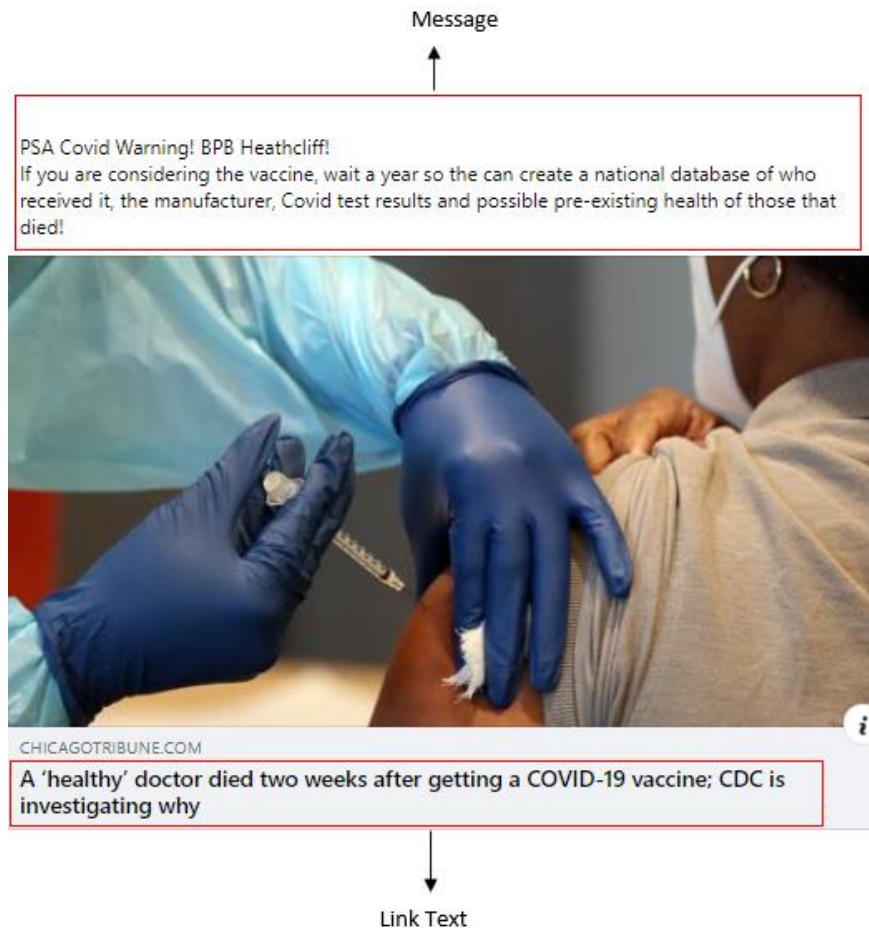 Message
PSA Covid Warning! BPB Heathcliff!
If you are considering the vaccine, wait a year so the can create a national database of who
received it, the manufacturer, Covid test results and possible pre-existing health of those that
died!
i
CHICAGOTRIBUNE.COM
A ‘healthy’ doctor died two weeks after getting a COVID-19 vaccine; CDC is
investigating why
Link Text